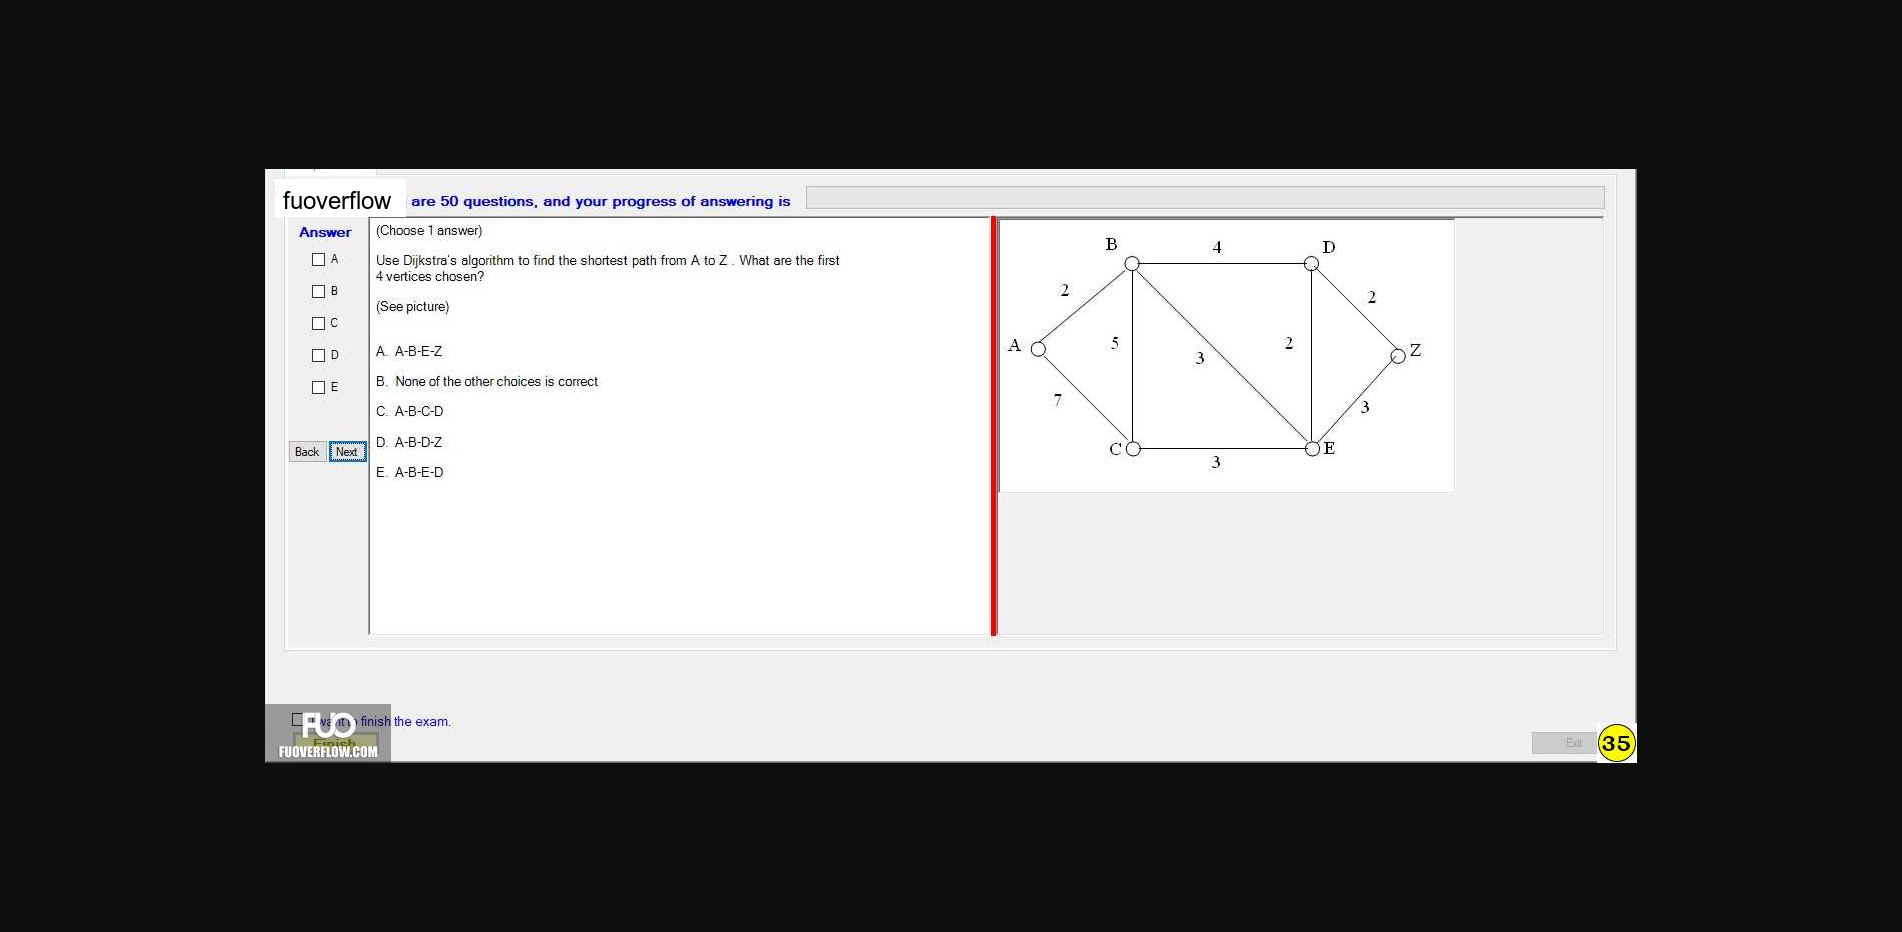 fuoverflow are 50 questions, and your progress of answering is
Answer
A
B
C
D
E
Back Next
(Choose 1 answer)
Use Dijkstra's algorithm to find the shortest path from A to Z . What are the first
4 vertices chosen?
(See picture)
A. A-B-E-Z
B. None of the other choices is correct
C. A-B-C-D
D. A-B-D-Z
E. A-B-E-D
B 4 D
2 2
A 5 3 2 Z
7 3
C E
3
I want to finish the exam.
Finish
FUO
FUOVERFLOW.COM
Exit 35